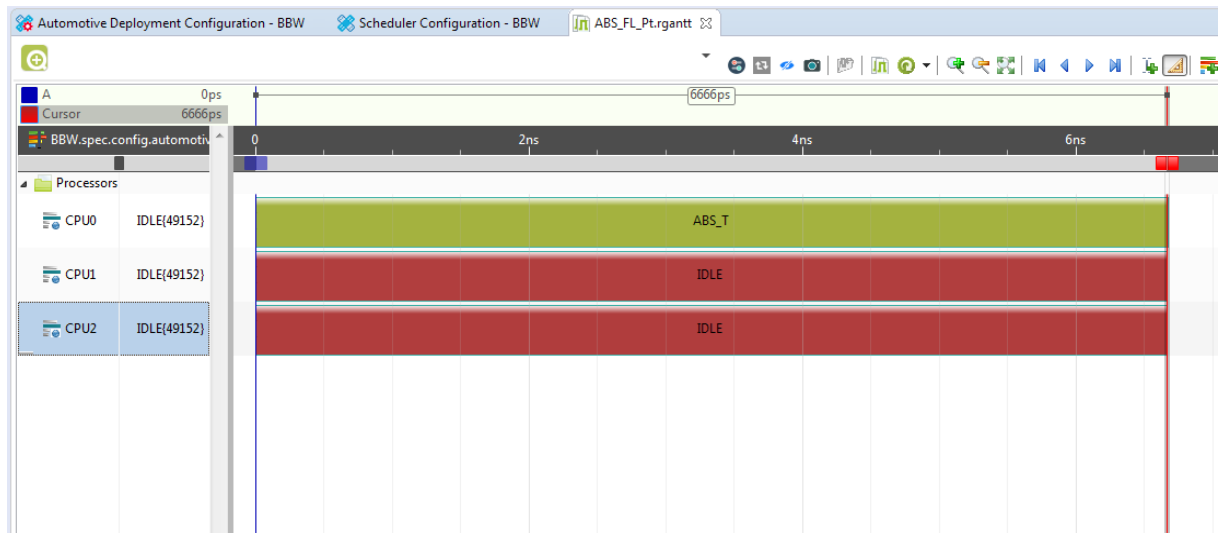 Automotive Deployment Configuration - BBW Scheduler Configuration - BBW ABS_FL_Pt.rgantt
A 0ps 6666ps
Cursor 6666ps
BBW.spec.config.automotiv 0 2ns 4ns 6ns
Processors
CPU0 IDLE{49152} ABS_T
CPU1 IDLE{49152} IDLE
CPU2 IDLE{49152} IDLE